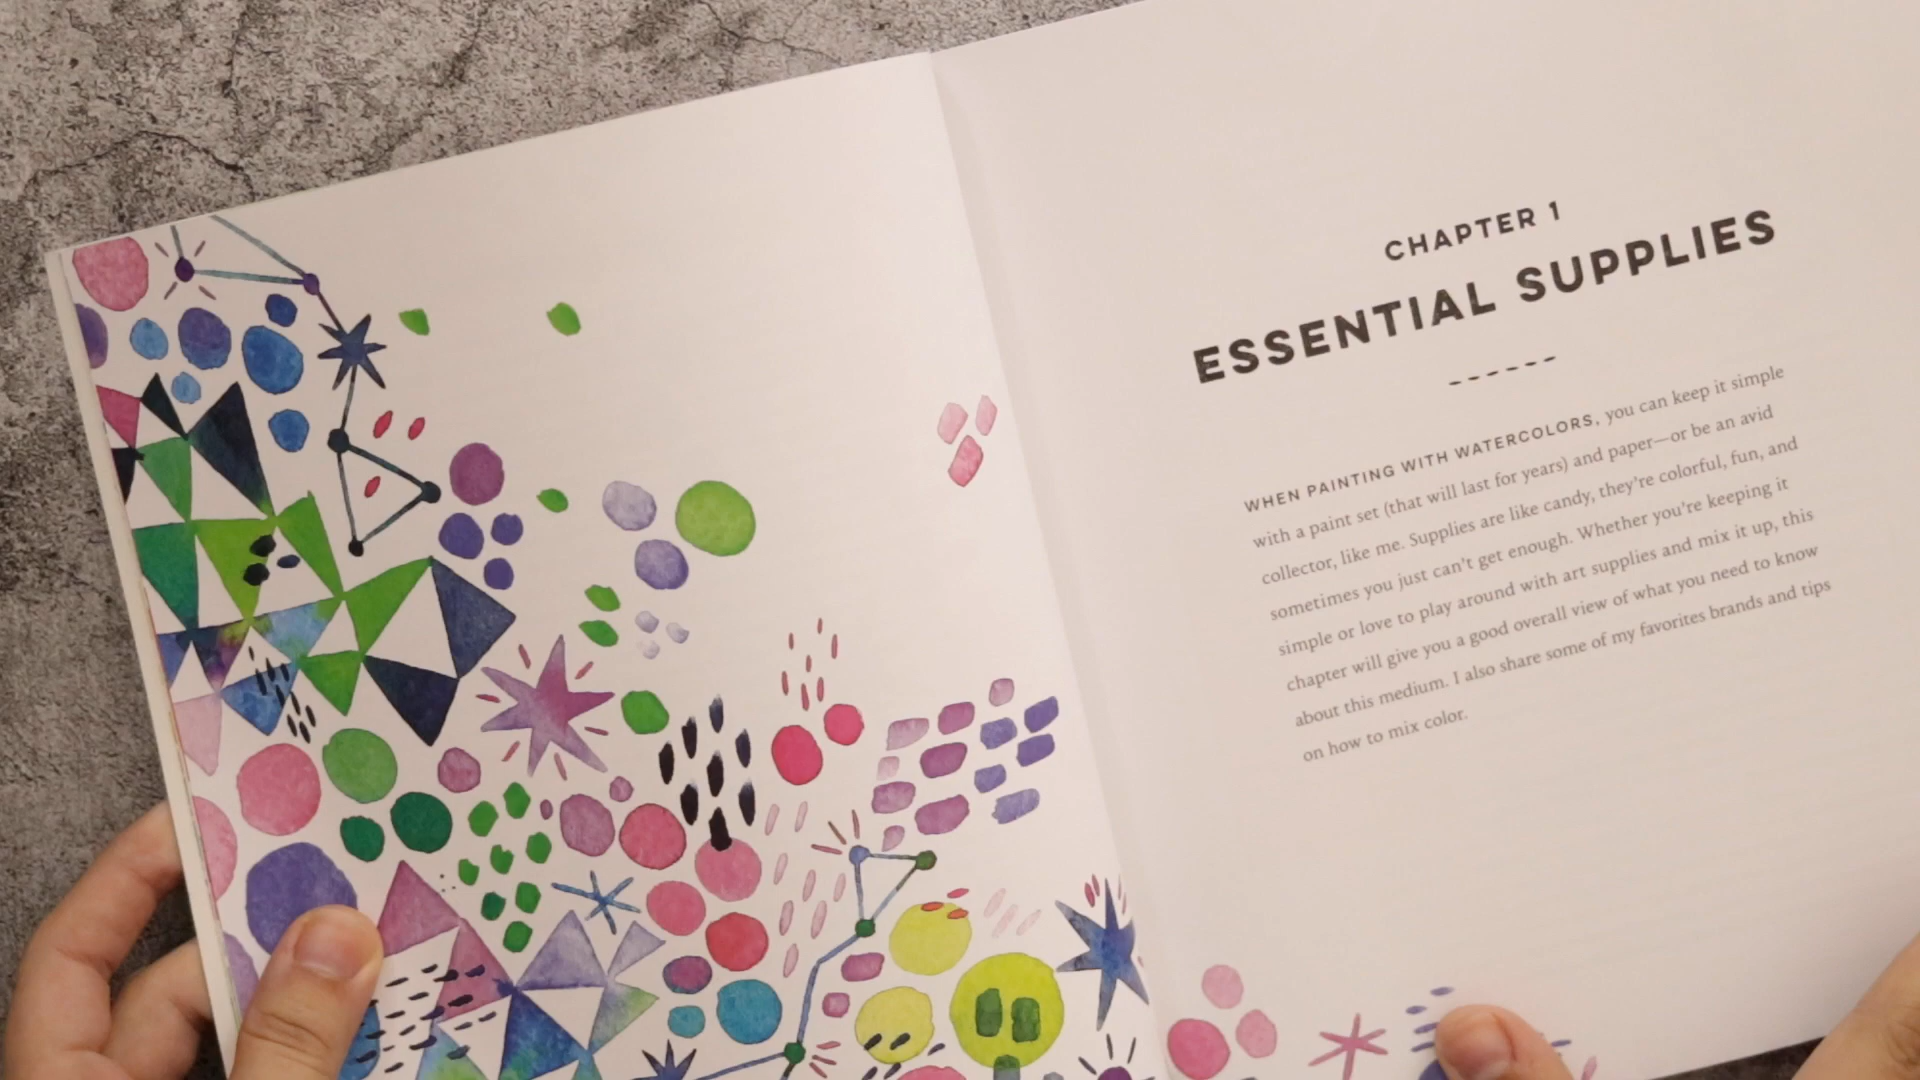 CHAPTER 1
ESSENTIAL SUPPLIES
WHEN PAINTING WITH WATERCOLORS, you can keep it simple
with a paint set (that will last for years) and paper—or be an avid
collector, like me. Supplies are like candy, they're colorful, fun, and
sometimes you just can't get enough. Whether you're keeping it
simple or love to play around with art supplies and mix it up, this
chapter will give you a good overall view of what you need to know
about this medium. I also share some of my favorites brands and tips
on how to mix color.